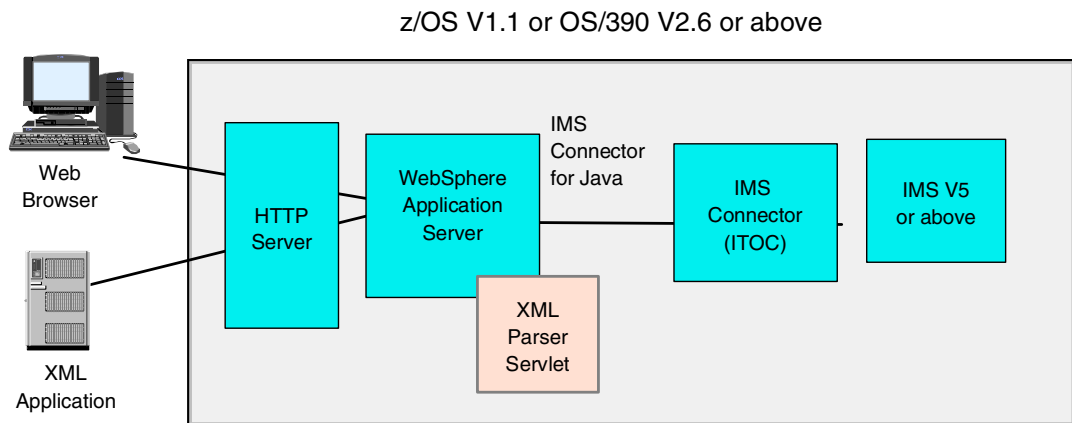 z/OS V1.1 or OS/390 V2.6 or above
Web
Browser
XML
Application
HTTP
Server
WebSphere
Application
Server
XML
Parser
Servlet
IMS
Connector
for Java
IMS
Connector
(ITOC)
IMS V5
or above